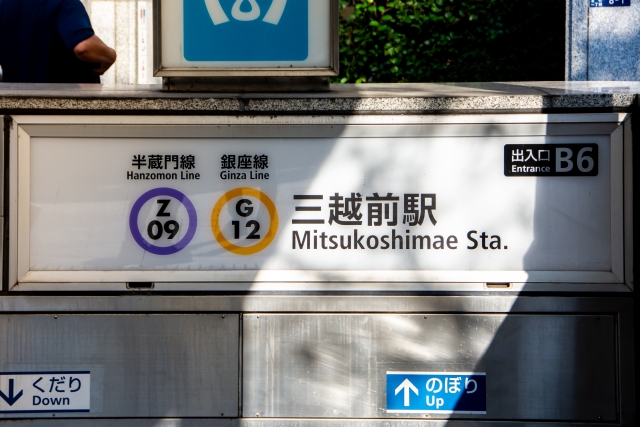 半蔵門線
Hanzomon Line
Z
09
銀座線
Ginza Line
G
12
三越前駅
Mitsukoshimae Sta.
出入口
Entrance
B6
くだり
Down
のぼり
Up